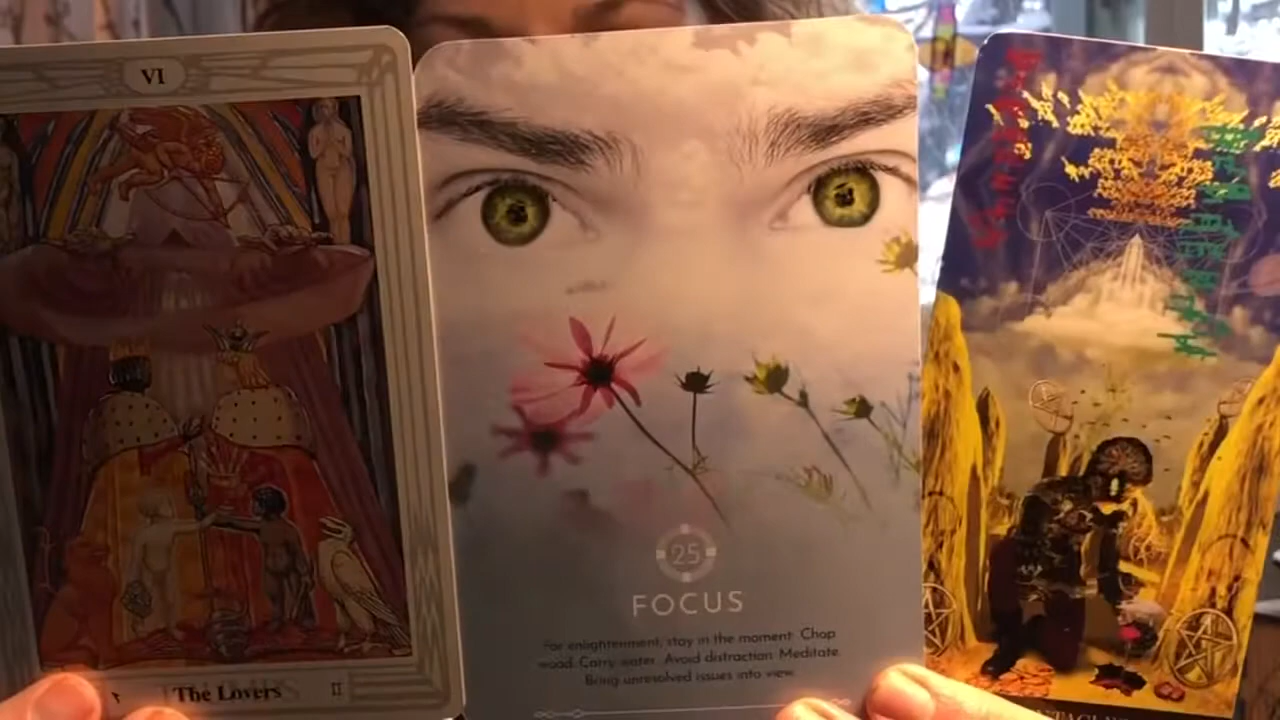 VI
The Lovers
25
FOCUS
For enlightenment, stay in the moment. Chop
wood. Carry water. Avoid distraction. Meditate.
Bring unresolved issues into view.